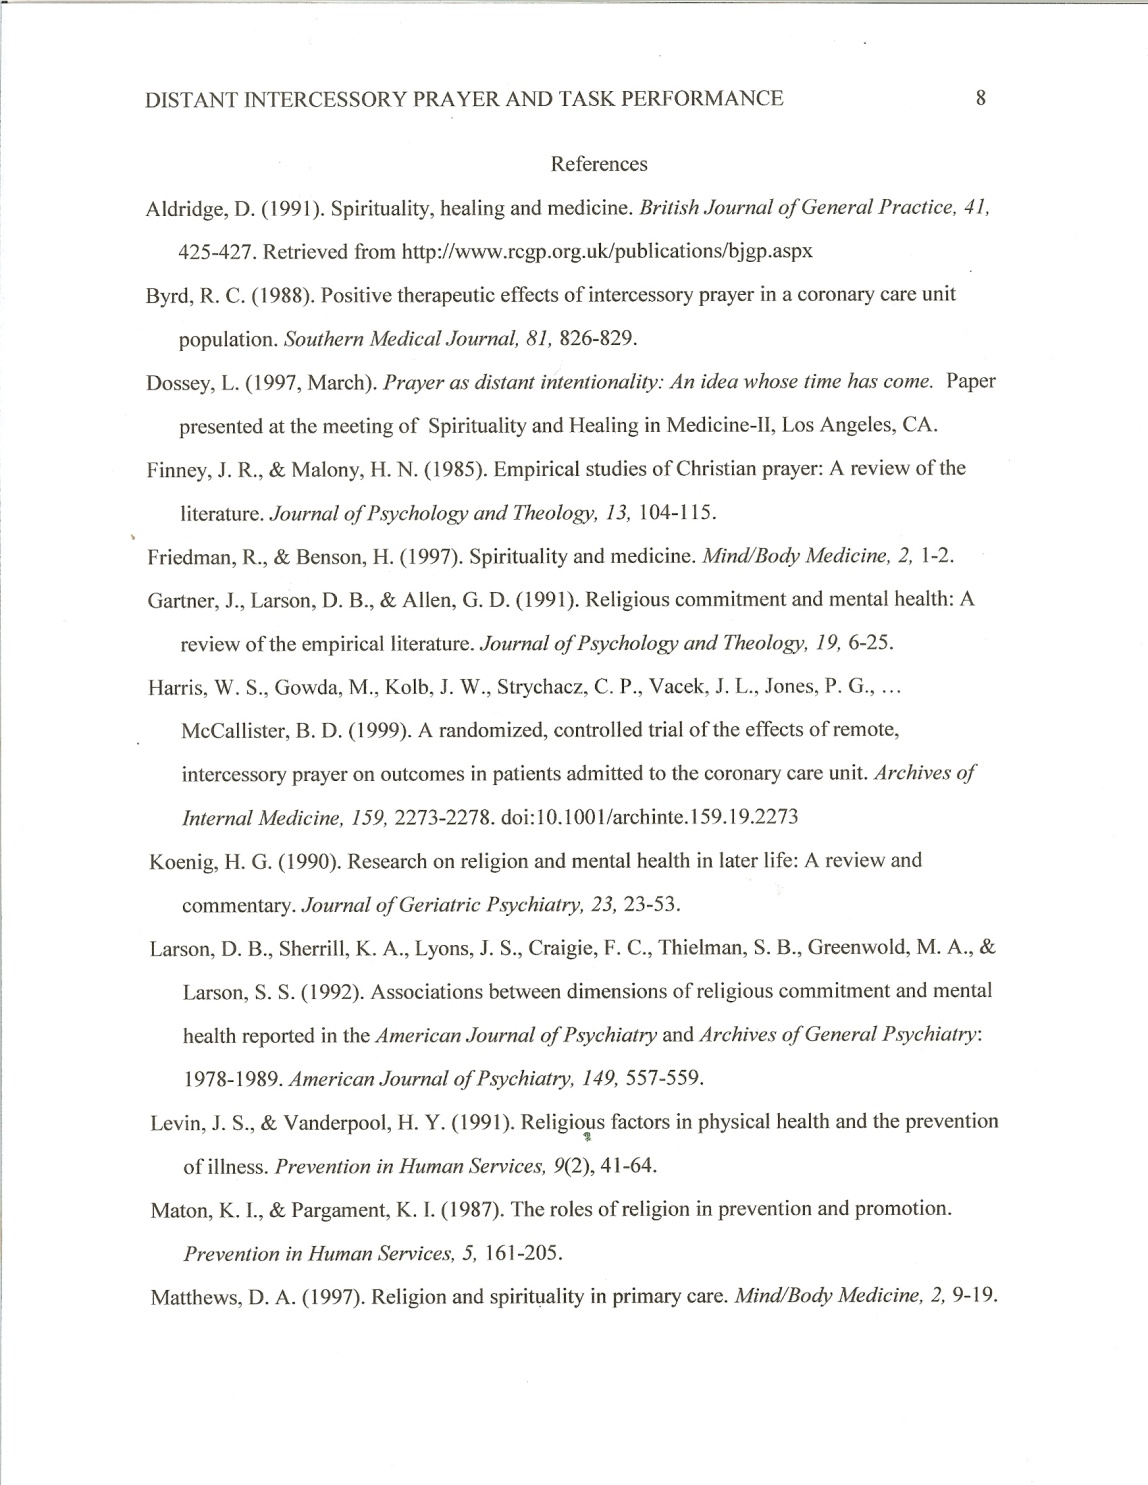 DISTANT INTERCESSORY PRAYER AND TASK PERFORMANCE 8
References
Aldridge, D. (1991). Spirituality, healing and medicine. British Journal of General Practice, 41,
425-427. Retrieved from http://www.rcgp.org.uk/publications/bjgp.aspx
Byrd, R. C. (1988). Positive therapeutic effects of intercessory prayer in a coronary care unit
population. Southern Medical Journal, 81, 826-829.
Dossey, L. (1997, March). Prayer as distant intentionality: An idea whose time has come. Paper
presented at the meeting of Spirituality and Healing in Medicine-II, Los Angeles, CA.
Finney, J. R., & Malony, H. N. (1985). Empirical studies of Christian prayer: A review of the
literature. Journal of Psychology and Theology, 13, 104-115.
Friedman, R., & Benson, H. (1997). Spirituality and medicine. Mind/Body Medicine, 2, 1-2.
Gartner, J., Larson, D. B., & Allen, G. D. (1991). Religious commitment and mental health: A
review of the empirical literature. Journal of Psychology and Theology, 19, 6-25.
Harris, W. S., Gowda, M., Kolb, J. W., Strychacz, C. P., Vacek, J. L., Jones, P. G., …
McCallister, B. D. (1999). A randomized, controlled trial of the effects of remote,
intercessory prayer on outcomes in patients admitted to the coronary care unit. Archives of
Internal Medicine, 159, 2273-2278. doi:10.1001/archinte.159.19.2273
Koenig, H. G. (1990). Research on religion and mental health in later life: A review and
commentary. Journal of Geriatric Psychiatry, 23, 23-53.
Larson, D. B., Sherrill, K. A., Lyons, J. S., Craigie, F. C., Thielman, S. B., Greenwold, M. A., &
Larson, S. S. (1992). Associations between dimensions of religious commitment and mental
health reported in the American Journal of Psychiatry and Archives of General Psychiatry:
1978-1989. American Journal of Psychiatry, 149, 557-559.
Levin, J. S., & Vanderpool, H. Y. (1991). Religious factors in physical health and the prevention
of illness. Prevention in Human Services, 9(2), 41-64.
Maton, K. I., & Pargament, K. I. (1987). The roles of religion in prevention and promotion.
Prevention in Human Services, 5, 161-205.
Matthews, D. A. (1997). Religion and spirituality in primary care. Mind/Body Medicine, 2, 9-19.